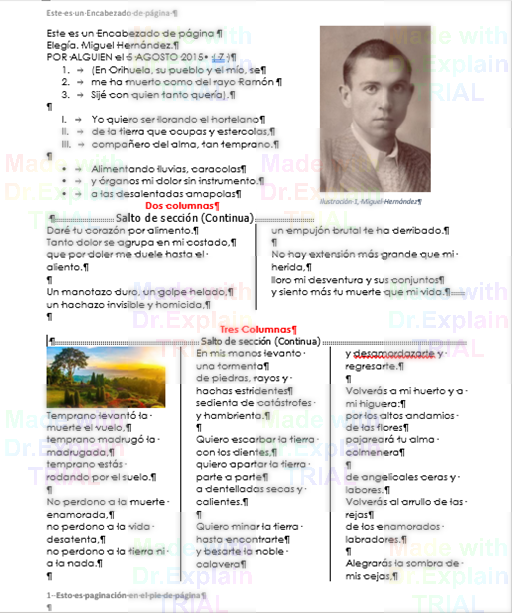 Este·es·un·Encabezado·de·página·¶
Este es un Encabezado de página ¶
Elegía. Miguel Hernández.¶
POR ALGUIEN el 5 AGOSTO 2015• ( 7 )¶
1. → (En Orihuela, su pueblo y el mío, se¶
2. → me ha muerto como del rayo Ramón ¶
3. → Sijé con quien tanto quería).¶
¶
I. → Yo quiero ser llorando el hortelano¶
II. → de la tierra que ocupas y estercolas,¶
III. → compañero del alma, tan temprano.¶
¶
• → Alimentando lluvias, caracolas¶
• → y órganos mi dolor sin instrumento.¶
• → a las desalentadas amapolas¶
Ilustración·1,·Miguel·Hernández¶
Dos columnas¶
¶ Salto de sección (Continua)
Daré tu corazón por alimento.¶
Tanto dolor se agrupa en mi costado,¶
que por doler me duele hasta el
aliento.¶
¶
Un manotazo duro, un golpe helado,¶
un hachazo invisible y homicida,¶
un empujón brutal te ha derribado.¶
¶
No hay extensión más grande que mi
herida,¶
lloro mi desventura y sus conjuntos¶
y siento más tu muerte que mi vida.¶
Tres Columnas¶
¶ Salto de sección (Continua)
Temprano levantó la·
muerte el vuelo,¶
temprano madrugó la·
madrugada,¶
temprano estás·
rodando por el suelo.¶
¶
No perdono a la muerte·
enamorada,¶
no perdono a la vida·
desatenta,¶
no perdono a la tierra ni·
a la nada.¶
¶
En mis manos levanto·
una tormenta¶
de piedras, rayos y·
hachas estridentes¶
sedienta de catástrofes·
y hambrienta.¶
¶
Quiero escarbar la tierra·
con los dientes,¶
quiero apartar la tierra·
parte a parte¶
a dentelladas secas y·
calientes.¶
¶
Quiero minar la tierra·
hasta encontrarte¶
y besarte la noble·
calavera¶
y desamordazarte y·
regresarte.¶
¶
Volverás a mi huerto y a·
mi higuera:¶
por los altos andamios·
de las flores¶
pajareará tu alma·
colmenera¶
¶
de angelicales ceras y·
labores.¶
Volverás al arrullo de las·
rejas¶
de los enamorados·
labradores.¶
¶
Alegrarás la sombra de·
mis cejas,¶
1··Esto·es·paginación·en·el·pie·de·página¶
¶
Made with
Dr.Explain
TRIAL